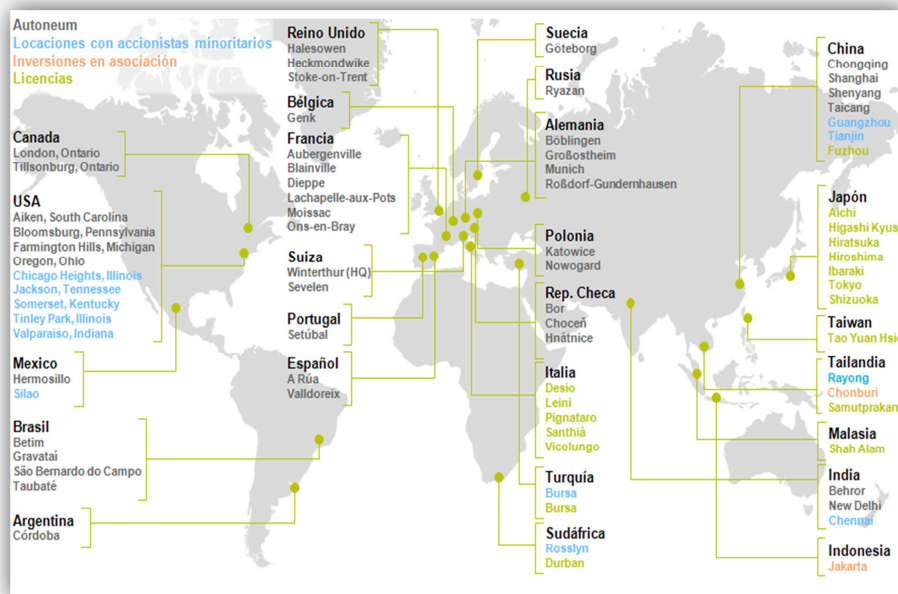 Autoneum
Locaciones con accionistas minoritarios
Inversiones en asociación
Licencias
Canada
London, Ontario
Tillsonburg, Ontario
USA
Aiken, South Carolina
Bloomsburg, Pennsylvania
Farmington Hills, Michigan
Oregon, Ohio
Chicago Heights, Illinois
Jackson, Tennessee
Somerset, Kentucky
Tinley Park, Illinois
Valparaiso, Indiana
Mexico
Hermosillo
Silao
Brasil
Betim
Gravataí
São Bernardo do Campo
Taubaté
Argentina
Córdoba
Reino Unido
Halesowen
Heckmondwike
Stoke-on-Trent
Bélgica
Genk
Francia
Aubergenville
Blainville
Dieppe
Lachapelle-aux-Pots
Moissac
Ons-en-Bray
Suiza
Winterthur (HQ)
Sevelen
Portugal
Setúbal
Español
A Rúa
Valldoreix
Suecia
Göteborg
Rusia
Ryazan
Alemania
Böblingen
Großostheim
Munich
Roßdorf-Gundernhausen
Polonia
Katowice
Nowogard
Rep. Checa
Bor
Choceň
Hnátnice
Italia
Desio
Leini
Pignataro
Santhià
Vicolungo
Turquía
Bursa
Bursa
Sudáfrica
Rosslyn
Durban
China
Chongqing
Shanghai
Shenyang
Taicang
Guangzhou
Tianjin
Fuzhou
Japón
Aichi
Higashi Kyus
Hiratsuka
Hiroshima
Ibaraki
Tokyo
Shizuoka
Taiwan
Tao Yuan Hsie
Tailandia
Rayong
Chonburi
Samutprakarn
Malasia
Shah Alam
India
Behror
New Delhi
Chennai
Indonesia
Jakarta